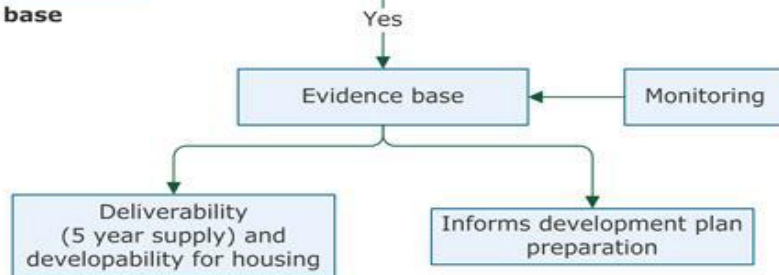 base
Yes
Evidence base
Monitoring
Deliverability
(5 year supply) and
developability for housing
Informs development plan
preparation